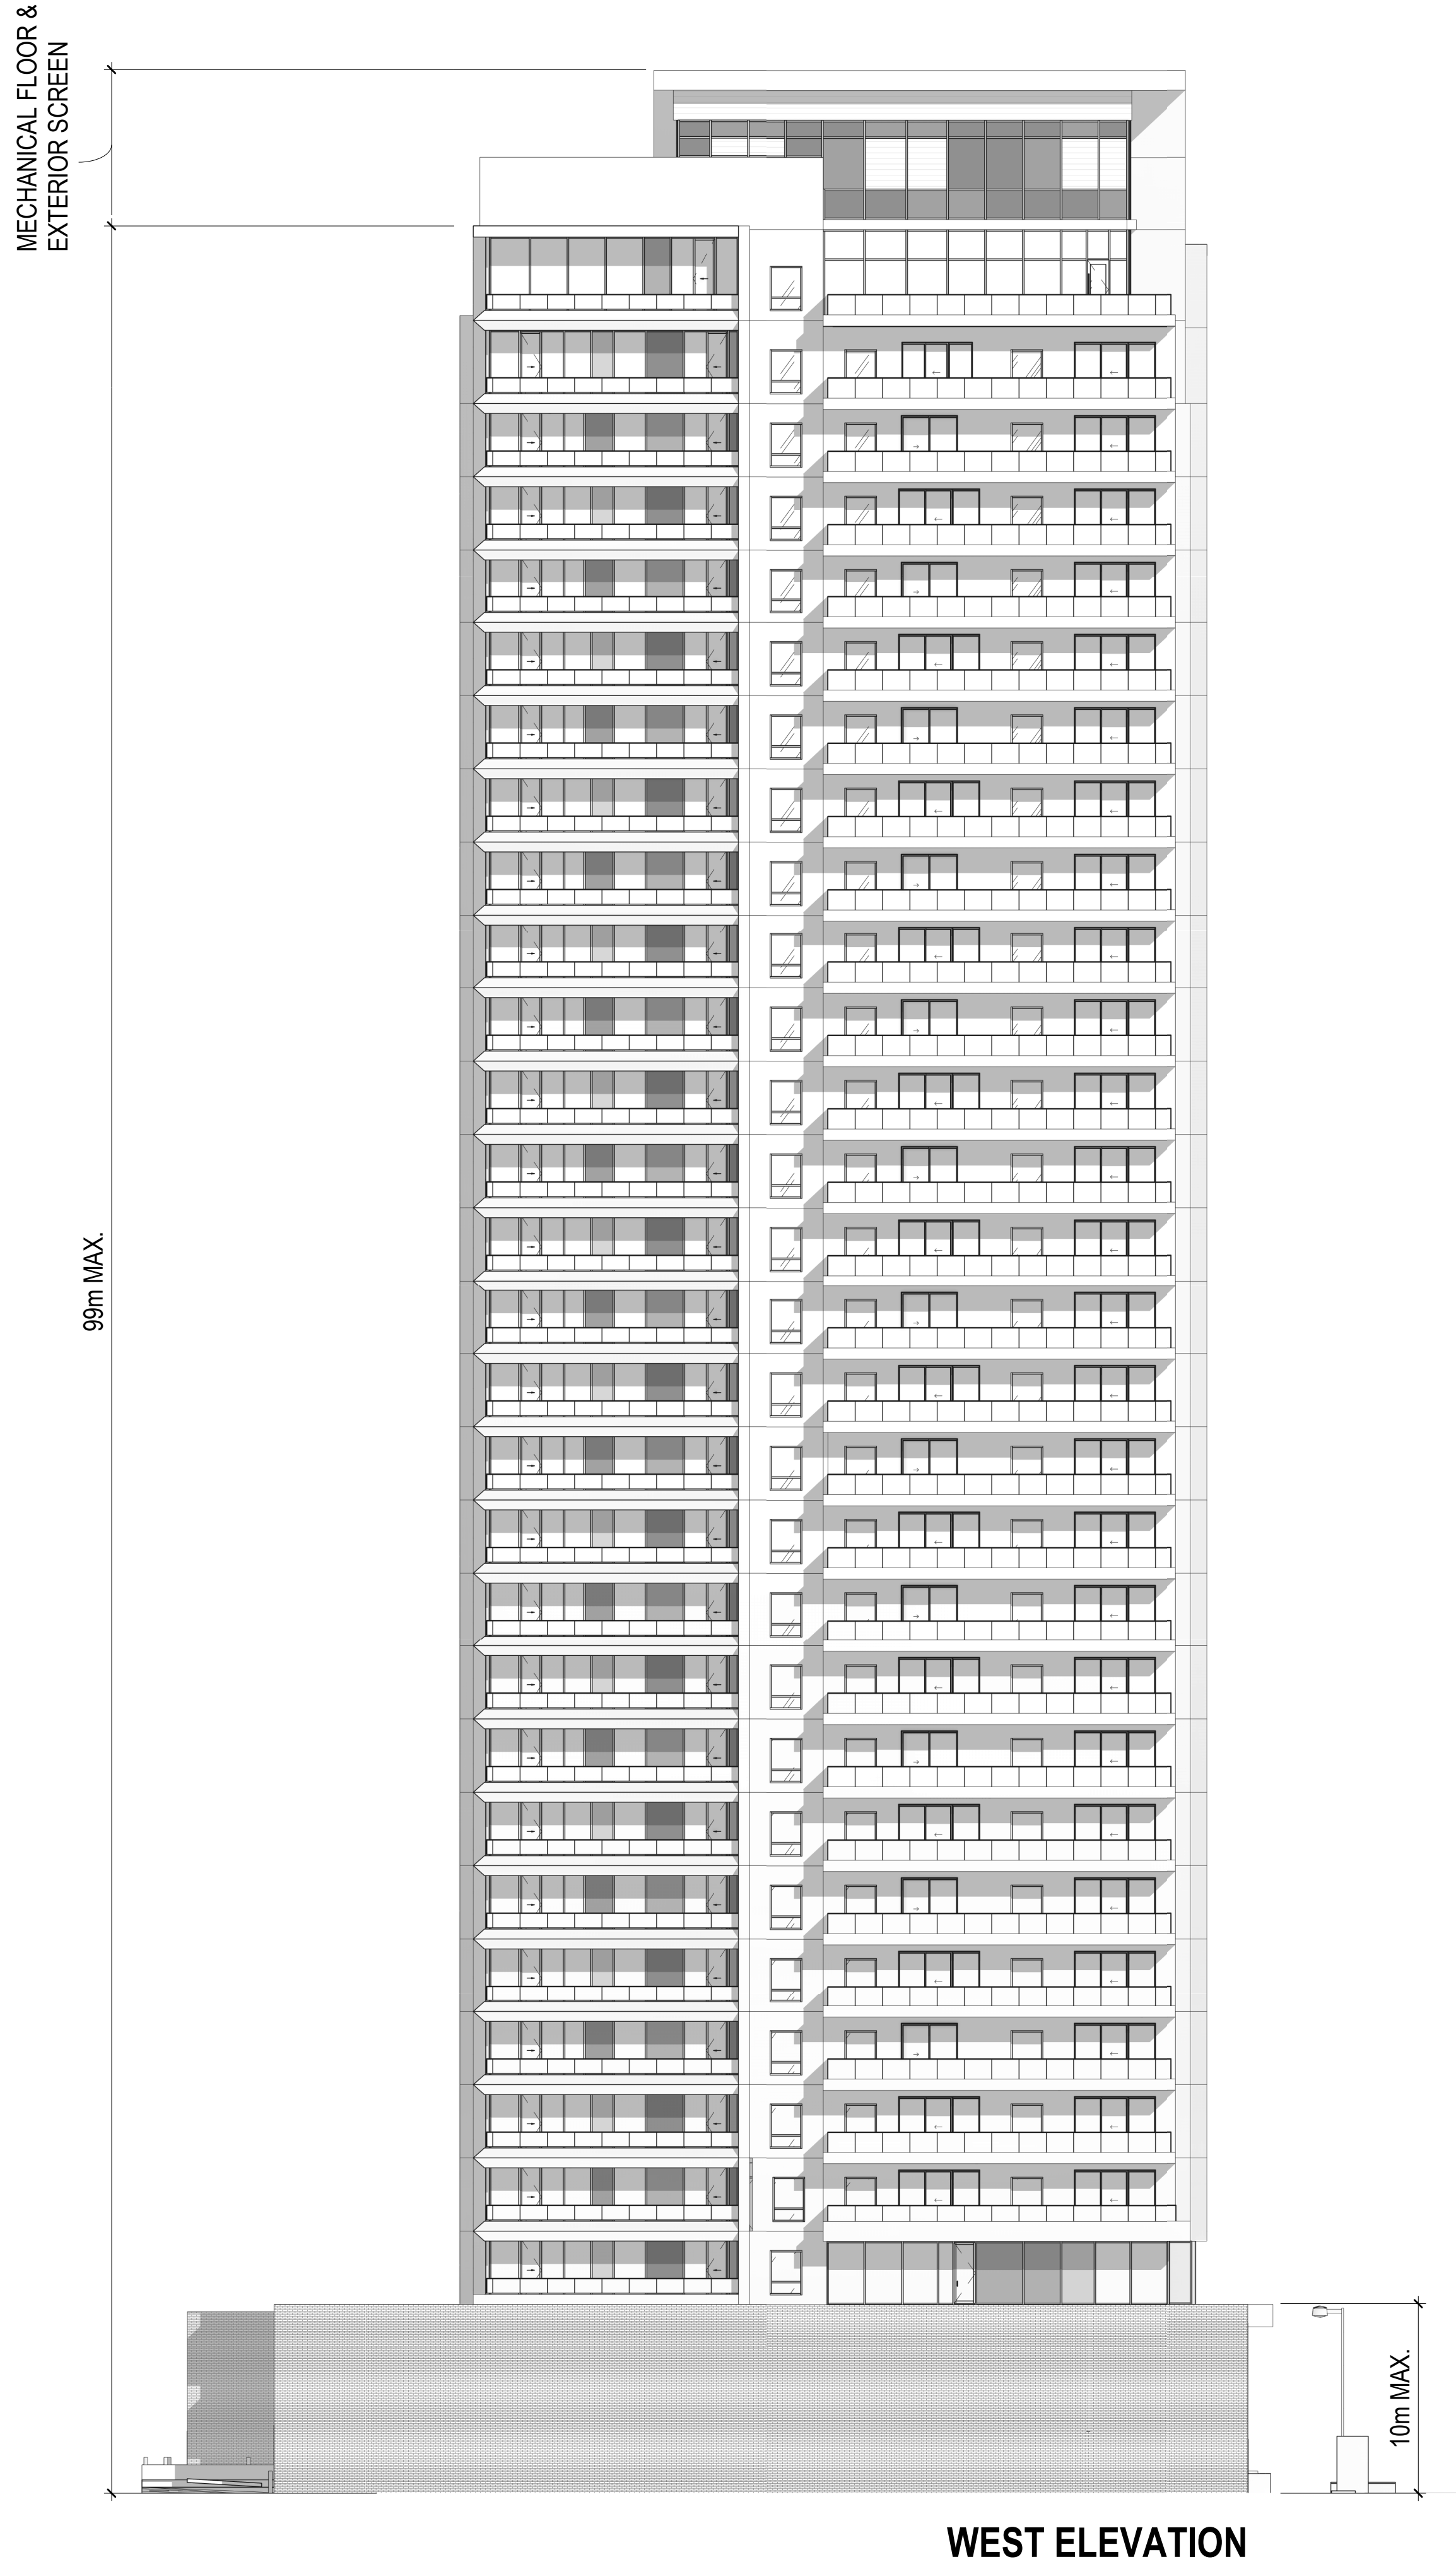 MECHANICAL FLOOR &
EXTERIOR SCREEN
99m MAX.
10m MAX.
WEST ELEVATION